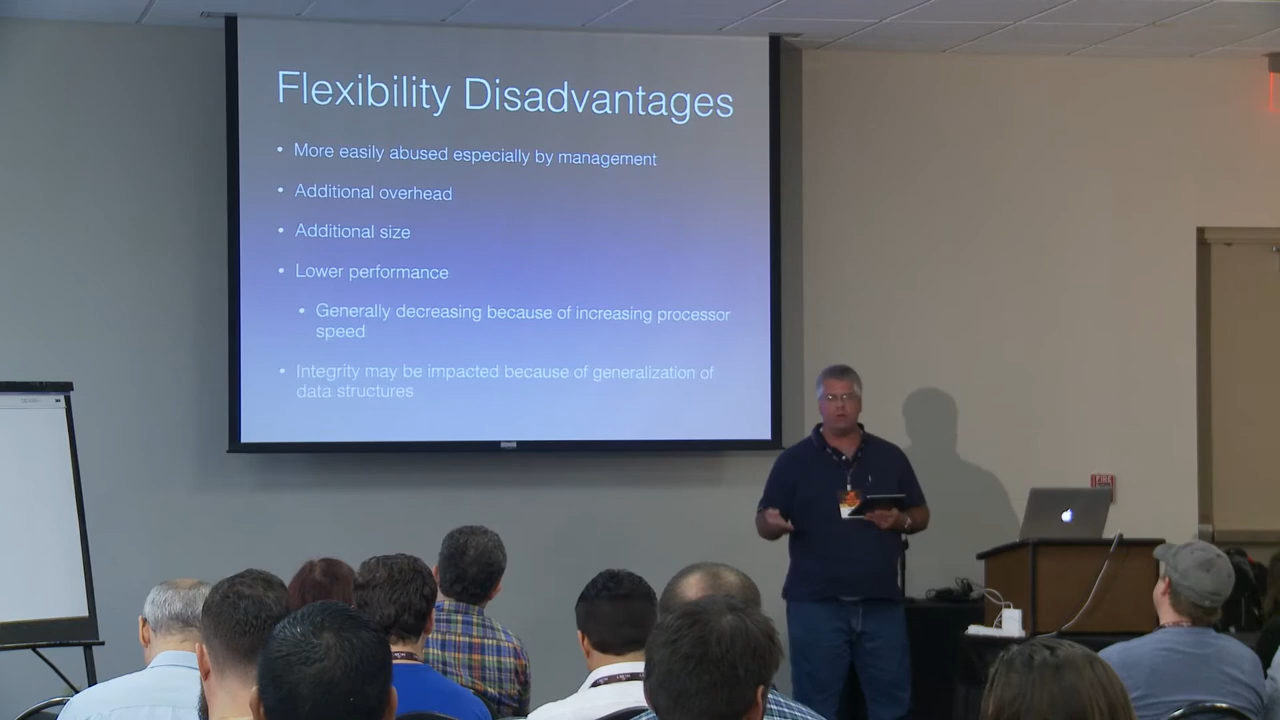 Flexibility Disadvantages
• More easily abused especially by management
• Additional overhead
• Additional size
• Lower performance
• Generally decreasing because of increasing processor
speed
• Integrity may be impacted because of generalization of
data structures
FIRE